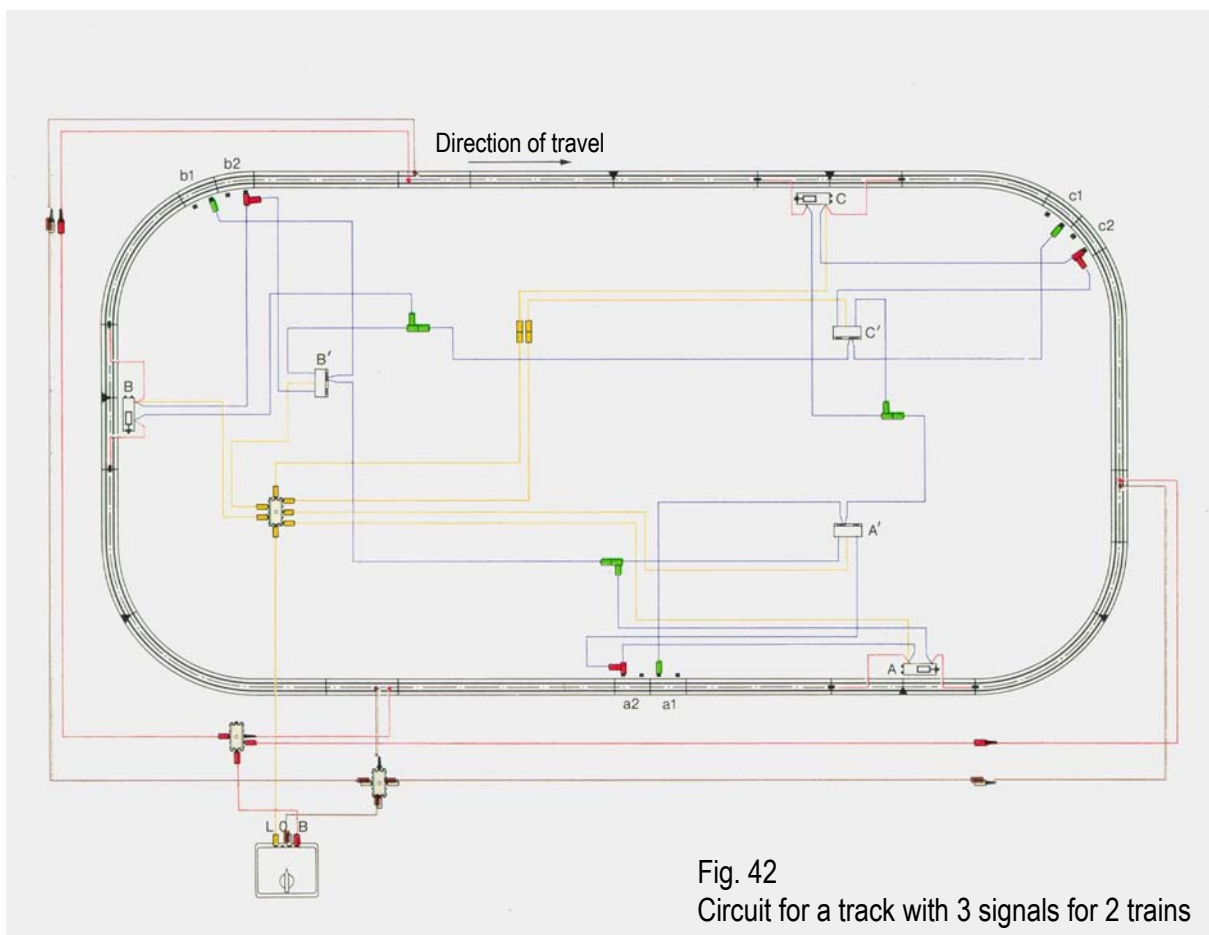 Direction of travel
b1
b2
C
c1
c2
C′
B′
B
A′
A
a2
a1
L
0
B
Fig. 42
Circuit for a track with 3 signals for 2 trains